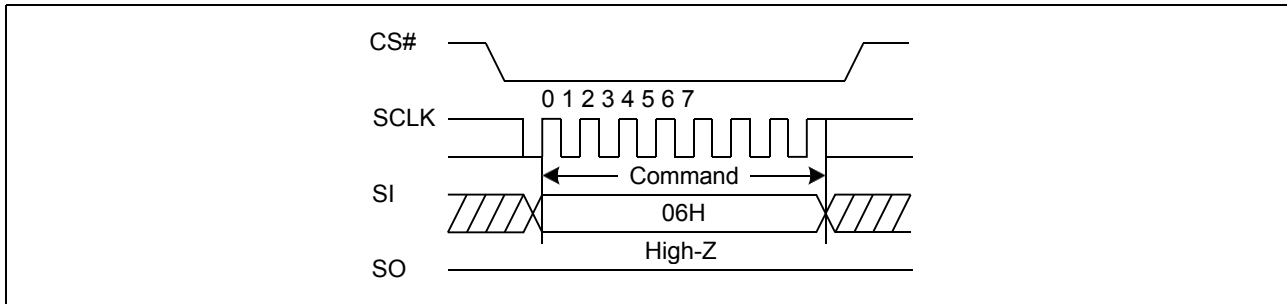 CS#
0 1 2 3 4 5 6 7
SCLK
Command
SI
06H
High-Z
SO